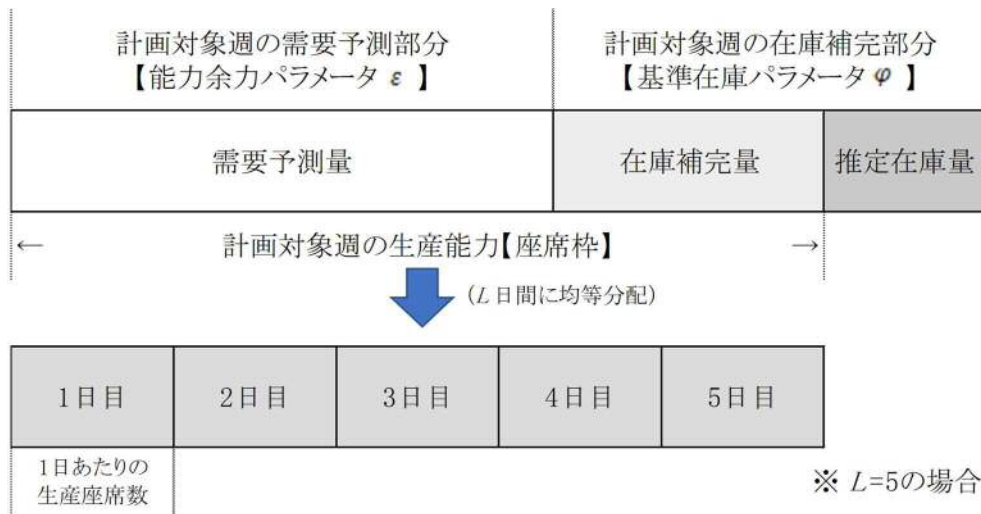 計画対象週の需要予測部分
【能力余力パラメータ ε 】
計画対象週の在庫補完部分
【基準在庫パラメータ φ 】
需要予測量
在庫補完量
推定在庫量
← 計画対象週の生産能力【座席枠】 →
(L日間に均等分配)
1日目
2日目
3日目
4日目
5日目
1日あたりの
生産座席数
※ L=5の場合